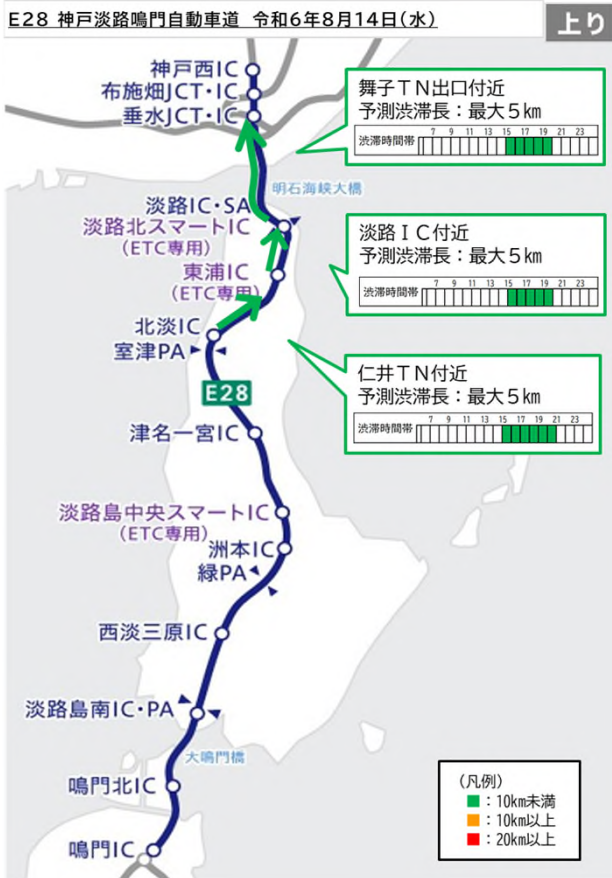 E28 神戸淡路鳴門自動車道 令和6年8月14日(水)
上り
神戸西IC
布施畑JCT・IC
垂水JCT・IC
舞子TN出口付近
予測渋滞長:最大5km
7 9 11 13 15 17 19 21 23
渋滞時間帯
明石海峡大橋
淡路IC・SA
淡路北スマートIC
(ETC専用)
東浦IC
(ETC専用)
淡路IC付近
予測渋滞長:最大5km
7 9 11 13 15 17 19 21 23
渋滞時間帯
北淡IC
室津PA
E28
仁井TN付近
予測渋滞長:最大5km
7 9 11 13 15 17 19 21 23
渋滞時間帯
津名一宮IC
淡路島中央スマートIC
(ETC専用)
洲本IC
緑PA
西淡三原IC
淡路島南IC・PA
大鳴門橋
鳴門北IC
鳴門IC
(凡例)
:10km未満
:10km以上
:20km以上